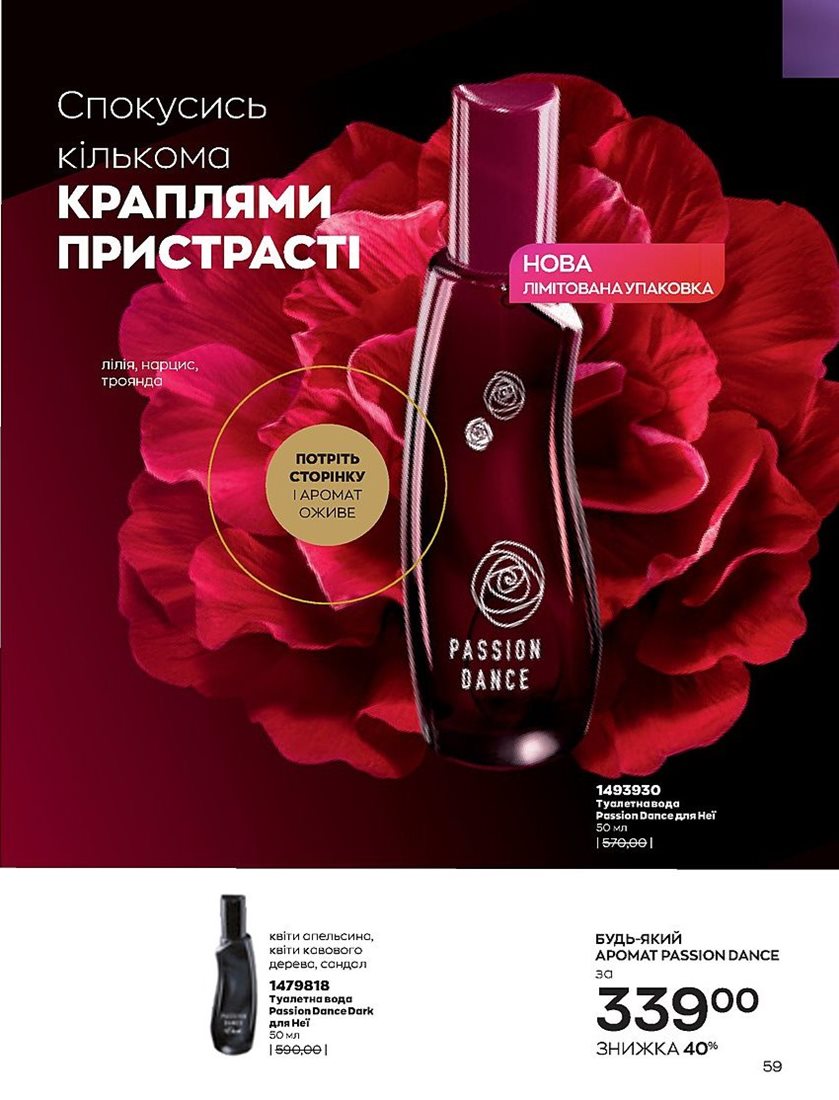 Спокусись
кількома
КРАПЛЯМИ
ПРИСТРАСТІ
НОВА
ЛІМІТОВАНА УПАКОВКА
лілія, нарцис,
троянда
ПОТРІТЬ
СТОРІНКУ
І АРОМАТ
ОЖИВЕ
PASSION
DANCE
1493930
Туалетна вода
Passion Dance для Неї
50 мл
| 570,00 |
PASSION
DANCE
квіти апельсина,
квіти кавового
дерева, сандал
1479818
Туалетна вода
Passion Dance Dark
для Неї
50 мл
| 590,00 |
БУДЬ-ЯКИЙ
АРОМАТ PASSION DANCE
за
339⁰⁰
ЗНИЖКА 40%
59